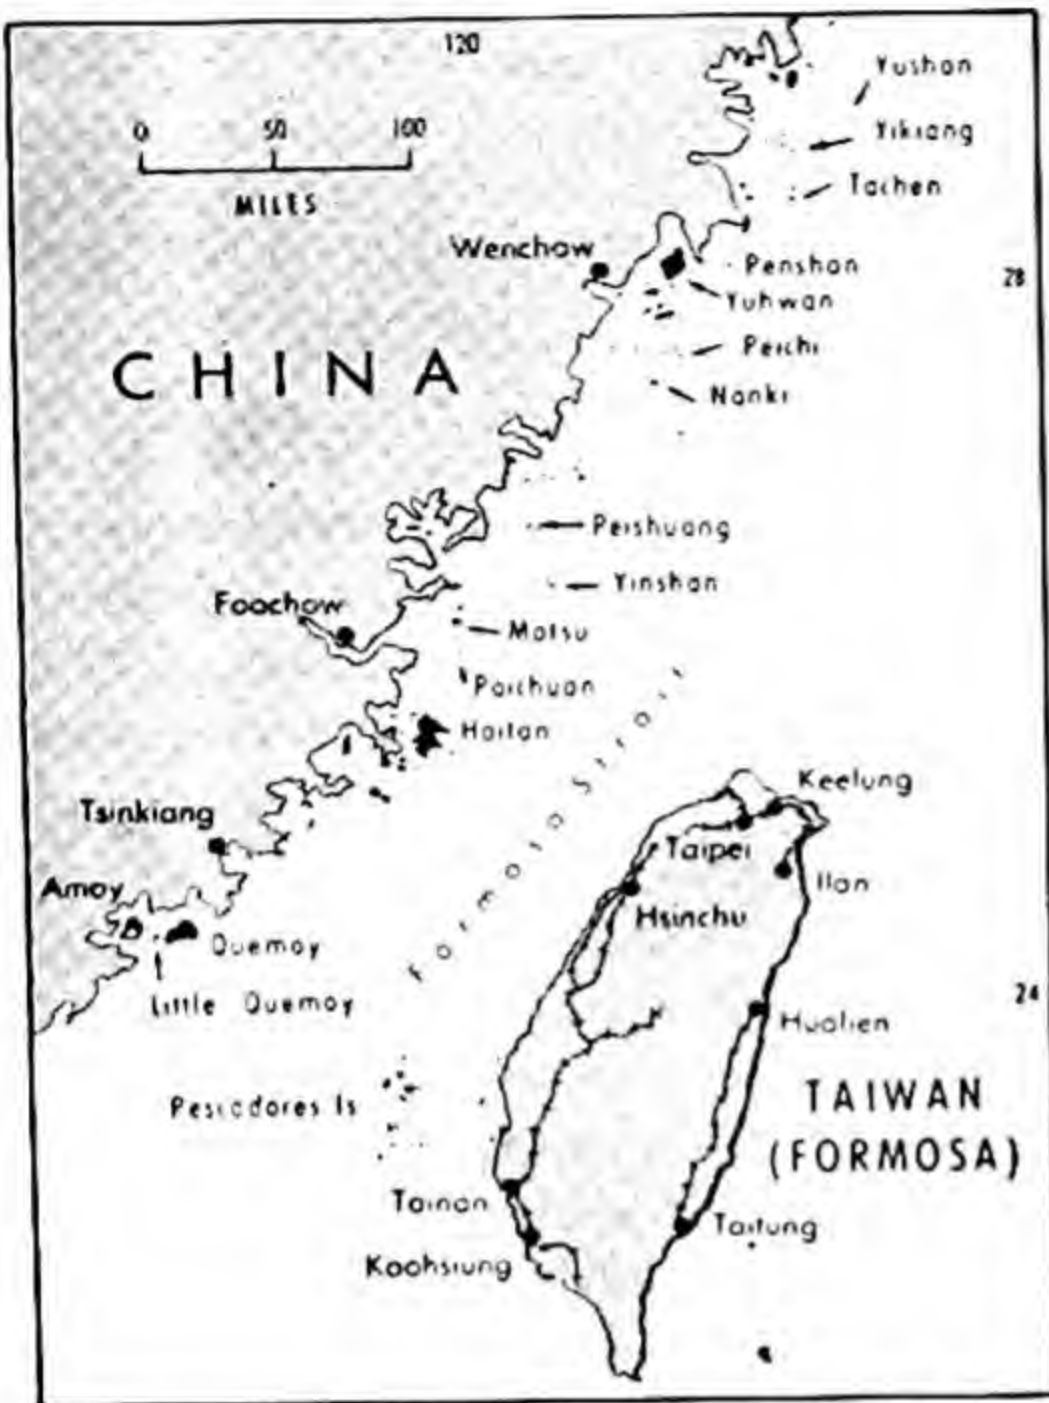 120
Yushan
0 50 100
Yikiang
MILES
Tachen
Wenchow
Penshan
28
Yuhwan
CHINA
Peichi
Nanki
Peishuang
Yinshan
Foochow
Matsu
Paichuan
Haitan
Formosa Strait
Keelung
Tsinkiang
Taipei
Amoy
Ilan
Hsinchu
Quemoy
Little Quemoy
24
Hualien
Pescadores Is
TAIWAN
(FORMOSA)
Tainan
Taitung
Kaohsiung